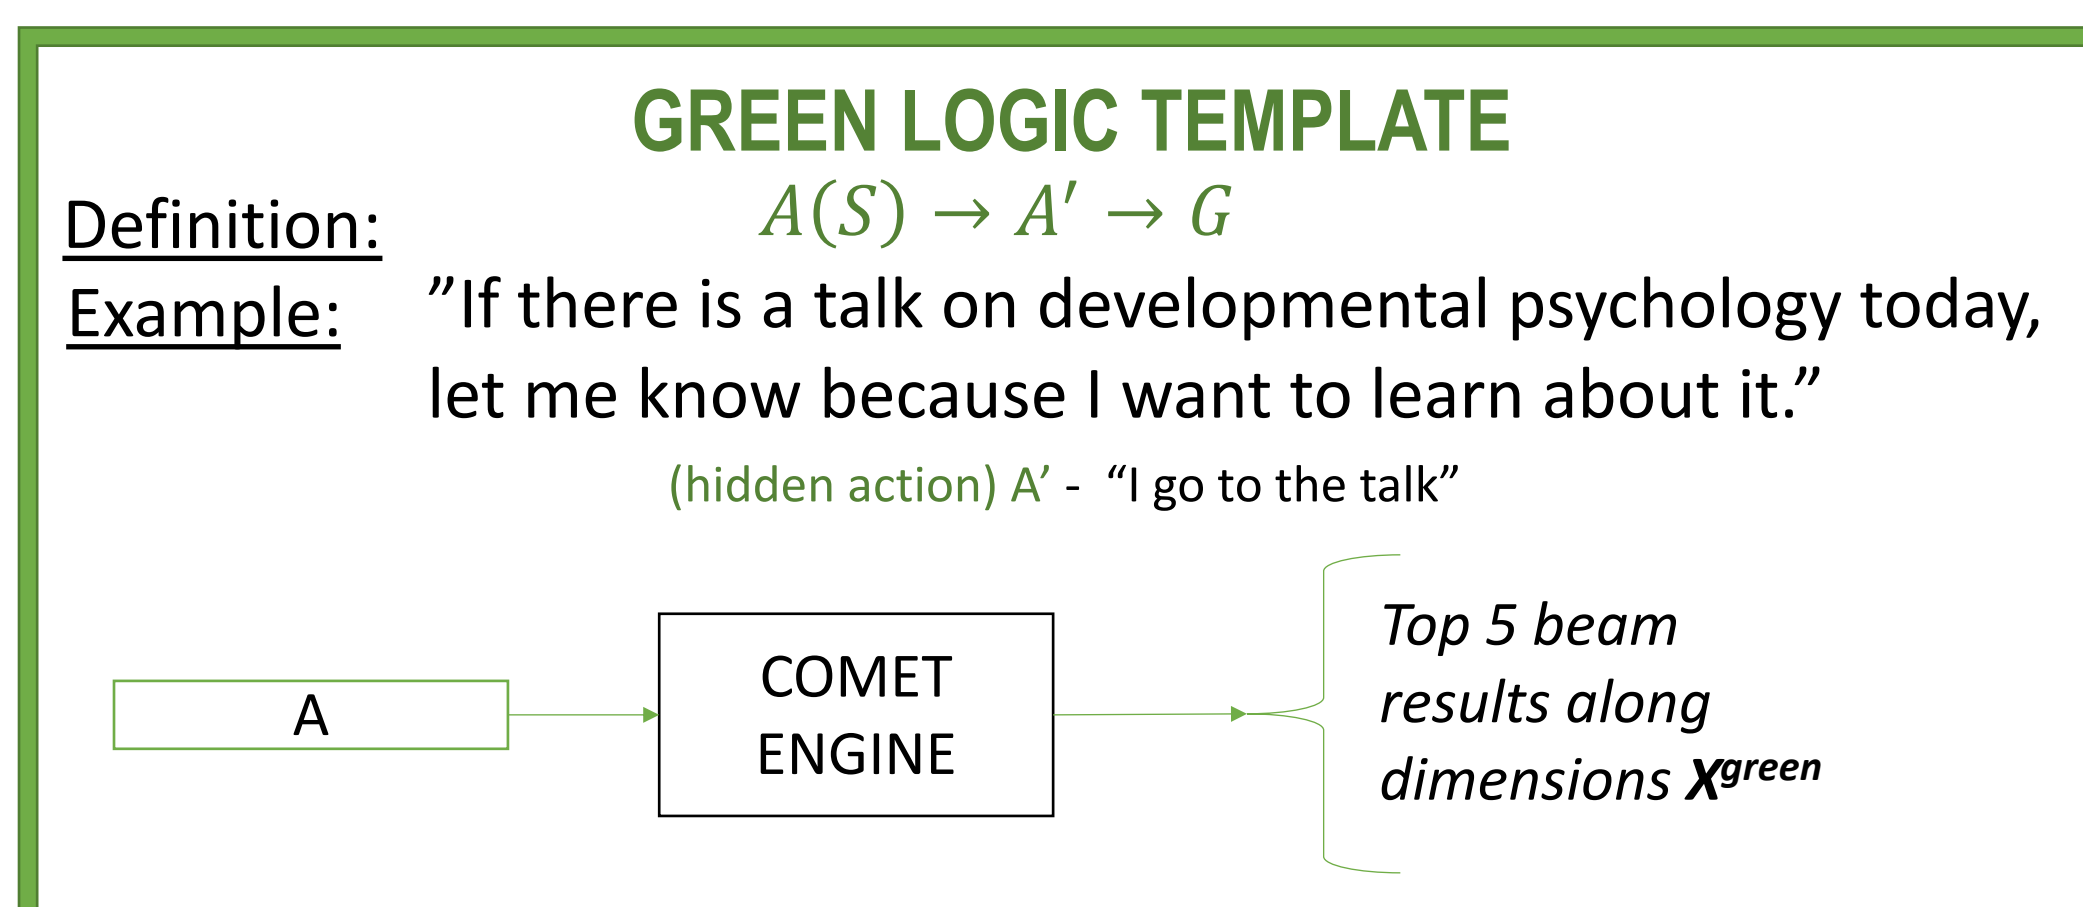 GREEN LOGIC TEMPLATE
Definition: A(S) → A′ → G
Example: ”If there is a talk on developmental psychology today,
let me know because I want to learn about it.”
(hidden action) A’ - “I go to the talk”
A
COMET
ENGINE
Top 5 beam
results along
dimensions X^green